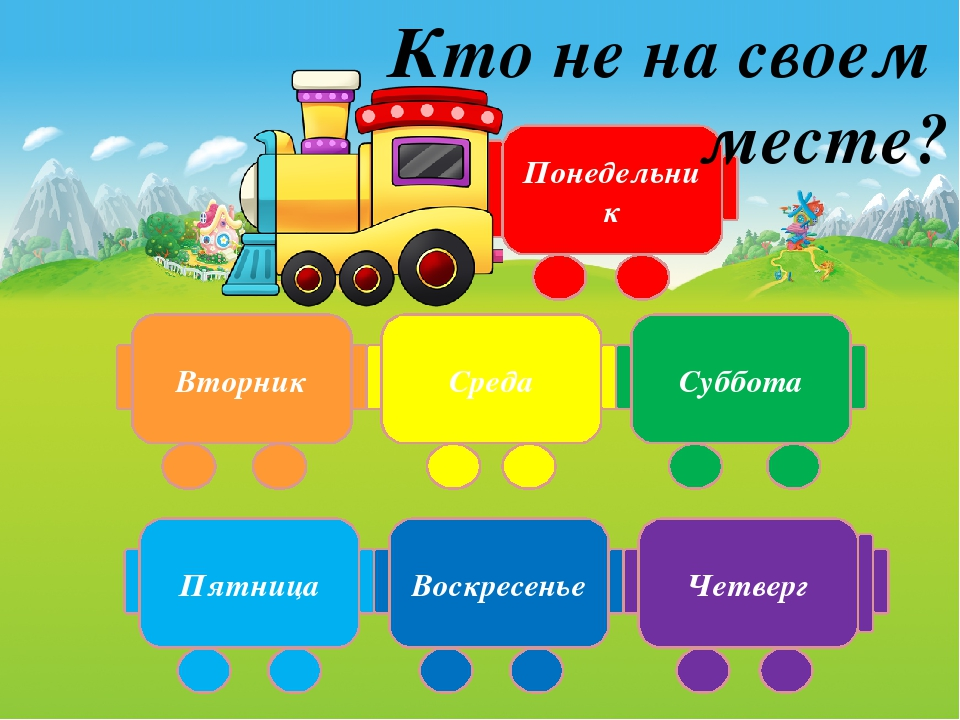 Кто не на своем
месте?
Понедельни
к
Вторник
Среда
Суббота
Пятница
Воскресенье
Четверг